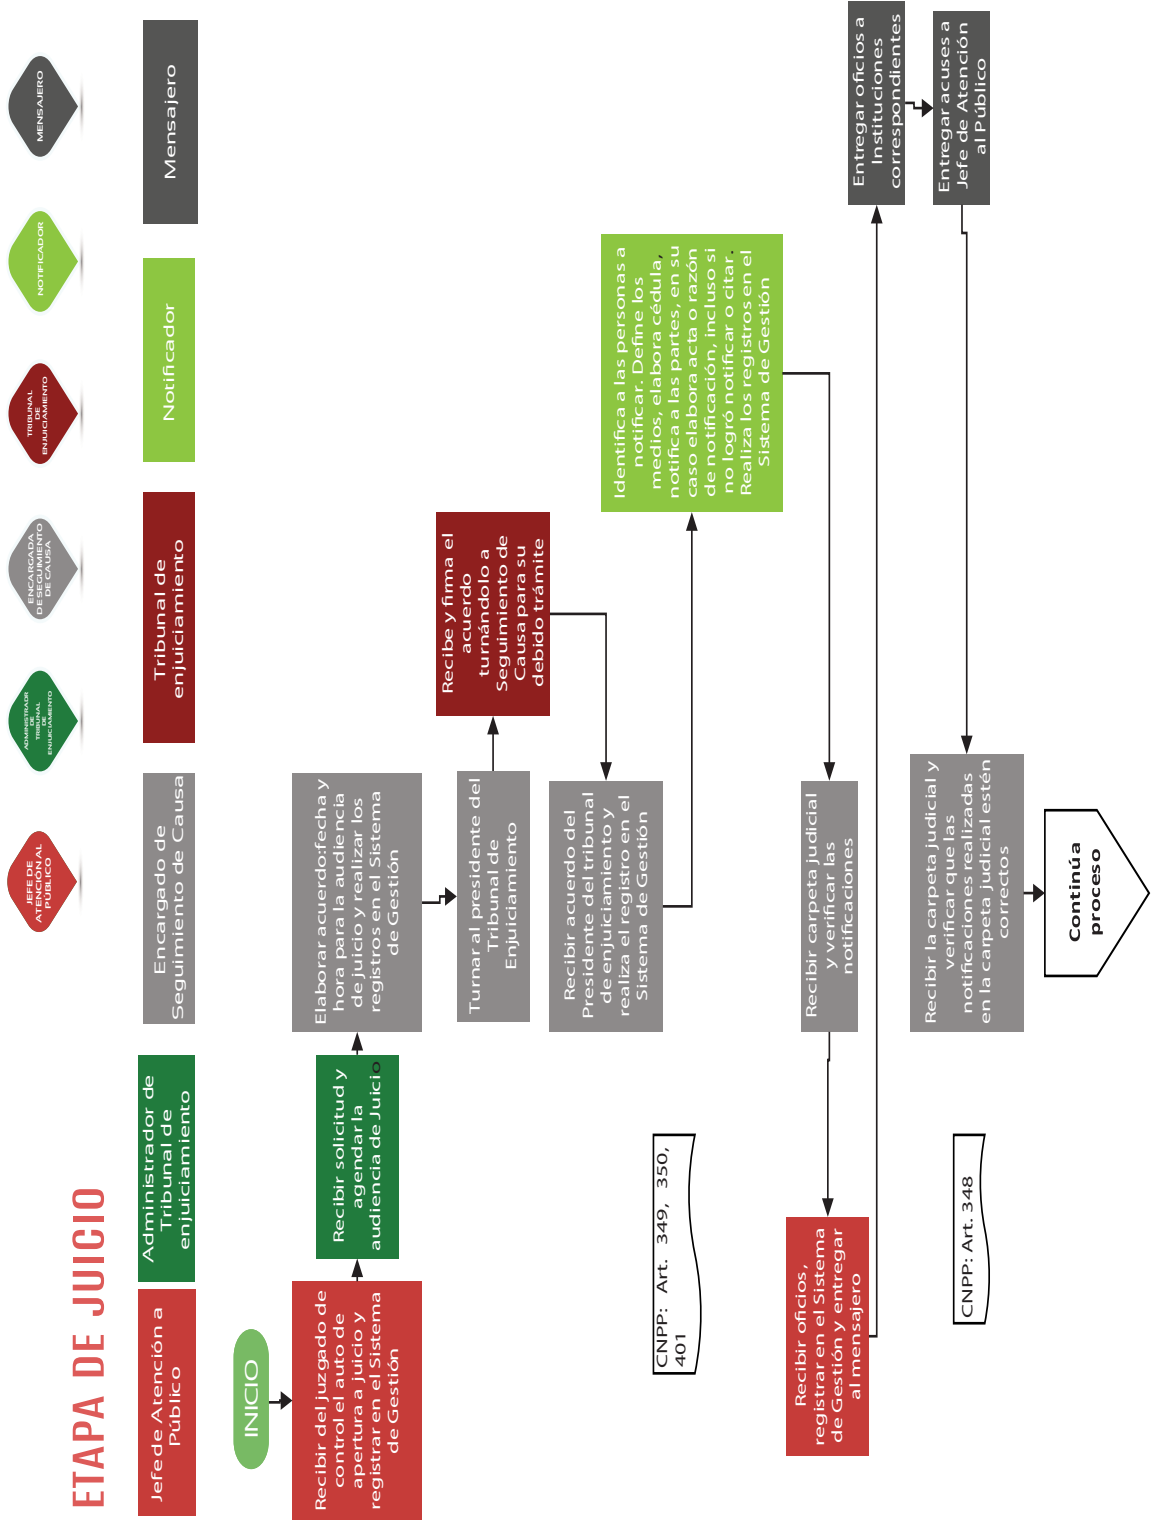 ETAPA DE JUICIO
JEFE DE
ATENCIÓN AL
PÚBLICO
ADMINISTRADR
DE
TRIBUNAL
DE
ENJUICIAMIENTO
ENCARGADA
DE SEGUIMIENTO
DE CAUSA
TRIBUNAL
DE
ENJUICIAMIENTO
NOTIFICADOR
MENSAJERO
Jefe de Atención a
Público
Administrador de
Tribunal de
enjuiciamiento
Encargado de
Seguimiento de Causa
Tribunal de
enjuiciamiento
Notificador
Mensajero
INICIO
Recibir del juzgado de
control el auto de
apertura a juicio y
registrar en el Sistema
de Gestión
Recibir solicitud y
agendar la
audiencia de Juicio
Elaborar acuerdo:fecha y
hora para la audiencia
de juicio y realizar los
registros en el Sistema
de Gestión
Turnar al presidente del
Tribunal de
Enjuiciamiento
Recibe y firma el
acuerdo
turnándolo a
Seguimiento de
Causa para su
debido trámite
Recibir acuerdo del
Presidente del tribunal
de enjuiciamiento y
realiza el registro en el
Sistema de Gestión
Identifica a las personas a
notificar. Define los
medios, elabora cédula,
notifica a las partes, en su
caso elabora acta o razón
de notificación, incluso si
no logró notificar o citar.
Realiza los registros en el
Sistema de Gestión
CNPP: Art. 349, 350,
401
Recibir carpeta judicial
y verificar las
notificaciones
Recibir oficios,
registrar en el Sistema
de Gestión y entregar
al mensajero
Entregar oficios a
Instituciones
correspondientes
Entregar acuses a
Jefe de Atención
al Público
Recibir la carpeta judicial y
verificar que las
notificaciones realizadas
en la carpeta judicial estén
correctos
CNPP: Art. 348
Continúa
proceso